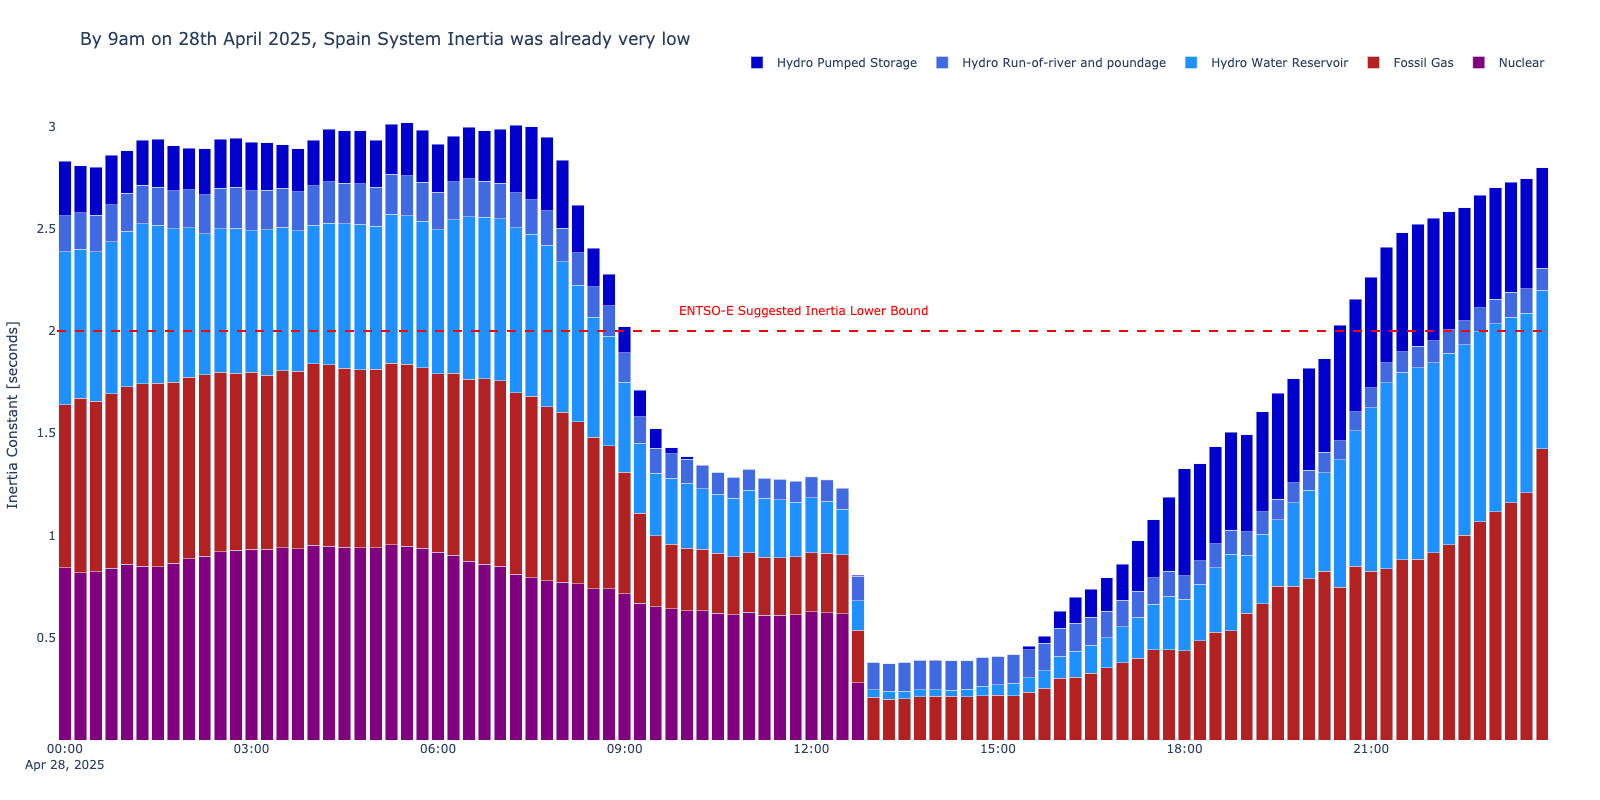 By 9am on 28th April 2025, Spain System Inertia was already very low
Hydro Pumped Storage Hydro Run-of-river and poundage Hydro Water Reservoir Fossil Gas Nuclear
Inertia Constant [seconds]
3
2.5
2
1.5
1
0.5
ENTSO-E Suggested Inertia Lower Bound
00:00 03:00 06:00 09:00 12:00 15:00 18:00 21:00
Apr 28, 2025